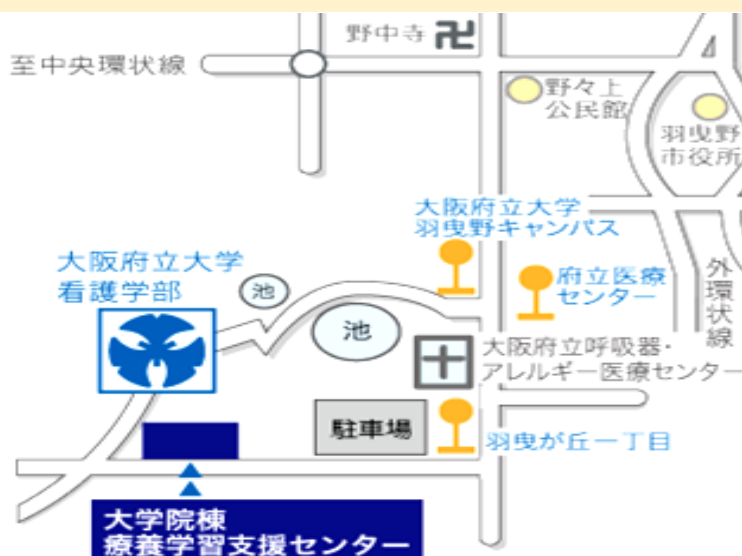 野中寺
至中央環状線
野々上
公民館
羽曳野
市役所
大阪府立大学
羽曳野キャンパス
大阪府立大学
看護学部
池
府立医療
センター
外環状線
池
大阪府立呼吸器・
アレルギー医療センター
駐車場
羽曳が丘一丁目
大学院棟
療養学習支援センター